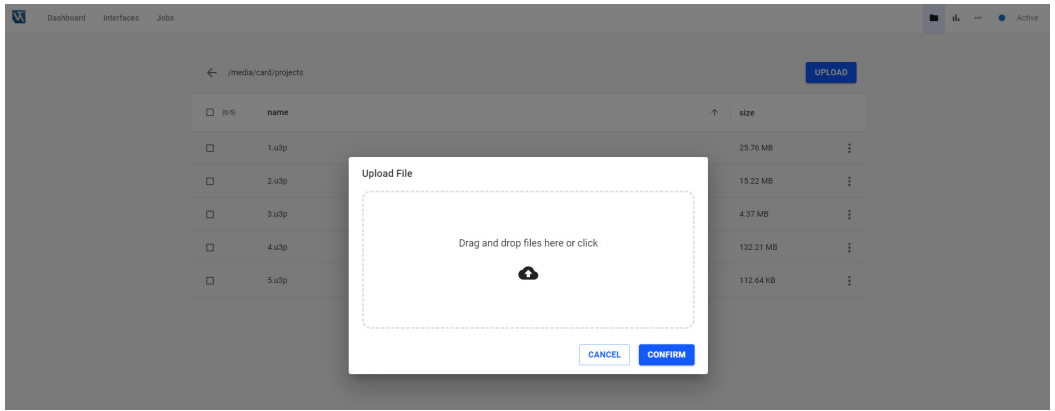 Dashboard Interfaces Jobs Active
/media/card/projects UPLOAD
(0/5) name size
1.u3p 25.76 MB
2.u3p 15.22 MB
3.u3p 4.37 MB
4.u3p 132.21 MB
5.u3p 112.64 KB
Upload File
Drag and drop files here or click
CANCEL CONFIRM